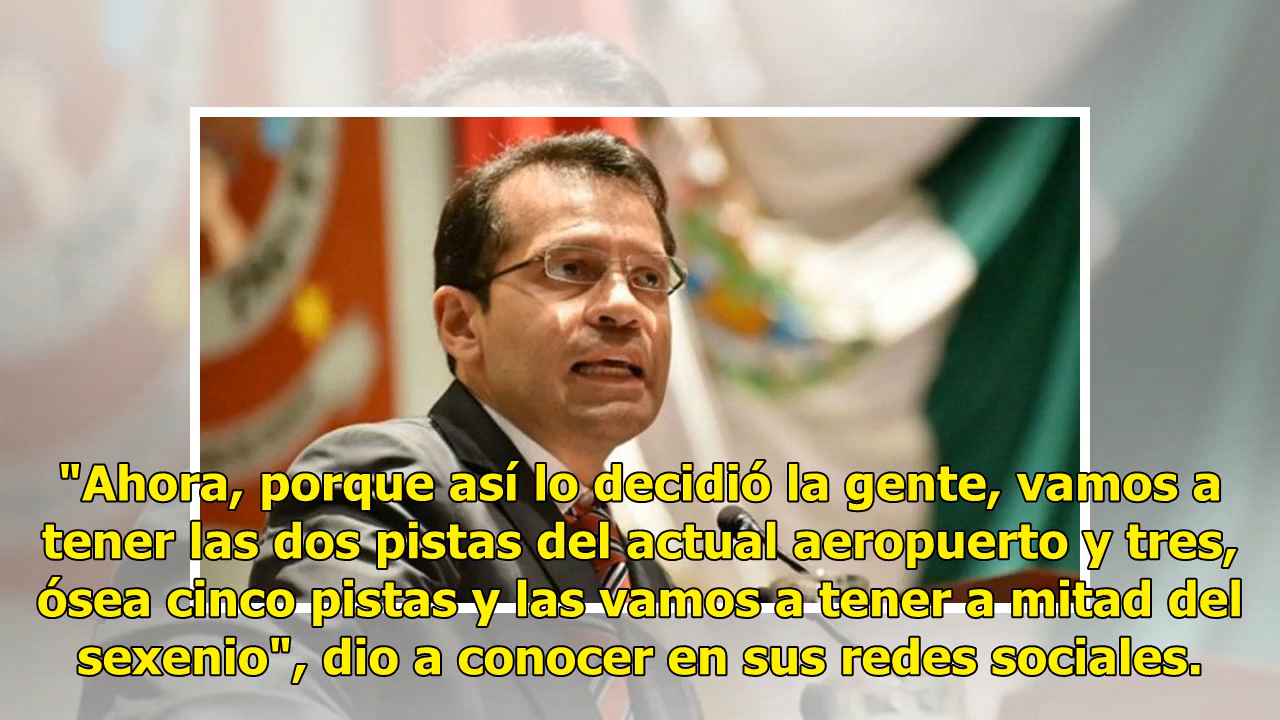 "Ahora, porque así lo decidió la gente, vamos a
tener las dos pistas del actual aeropuerto y tres,
ósea cinco pistas y las vamos a tener a mitad del
sexenio", dio a conocer en sus redes sociales.